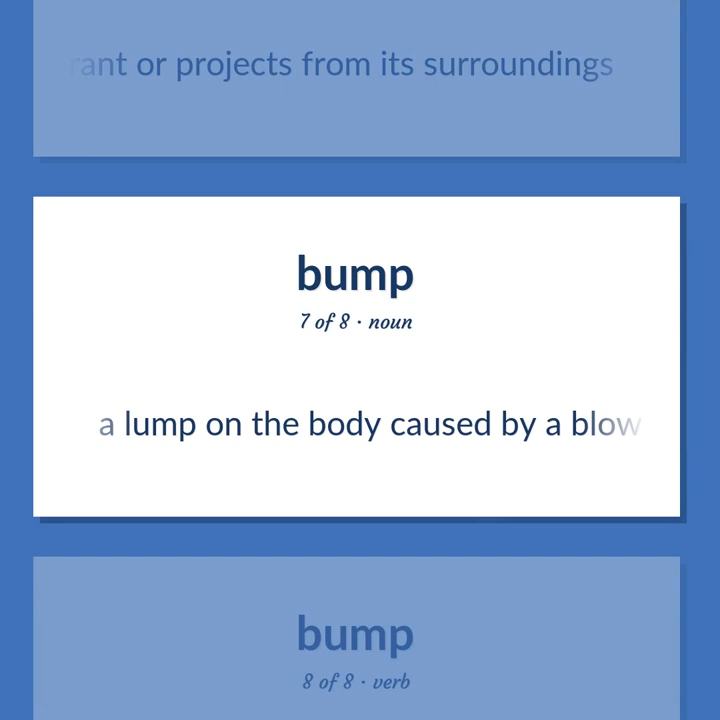 rant or projects from its surroundings
bump
7 of 8 · noun
a lump on the body caused by a blow
bump
8 of 8 · verb